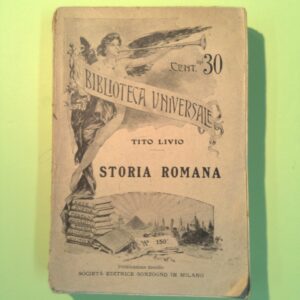 CENT. 30
BIBLIOTECA UNIVERSALE
TITO LIVIO
STORIA ROMANA
N° 150
SOCIETÀ EDITRICE SONZOGNO IN MILANO